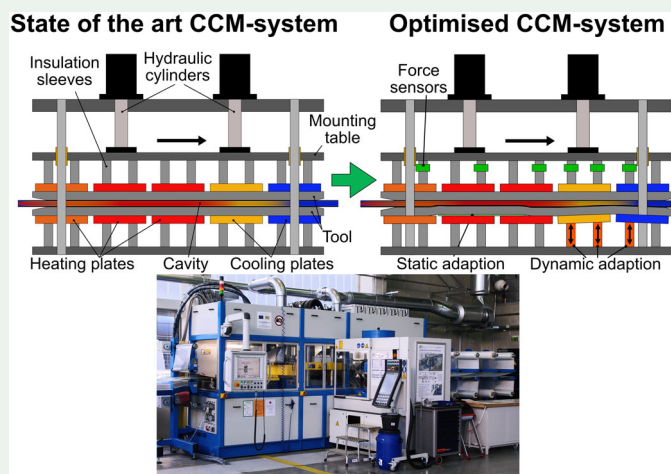 State of the art CCM-system
Optimised CCM-system
Insulation
sleeves
Hydraulic
cylinders
Mounting
table
Tool
Heating plates
Cavity
Cooling plates
Force
sensors
Static adaption
Dynamic adaption